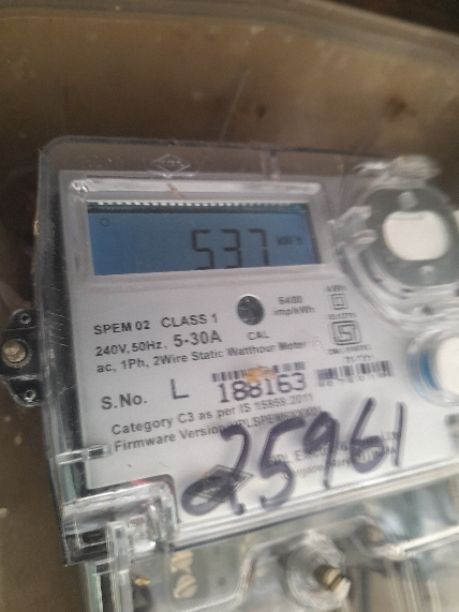 537 kWh
SPEM 02 CLASS 1
240V, 50Hz, 5-30A
ac, 1Ph, 2Wire Static Watthour Meter
CAL
6400
imp/kWh
S.No. L 188163
Category C3 as per IS 15959:2011
Firmware Version
25961